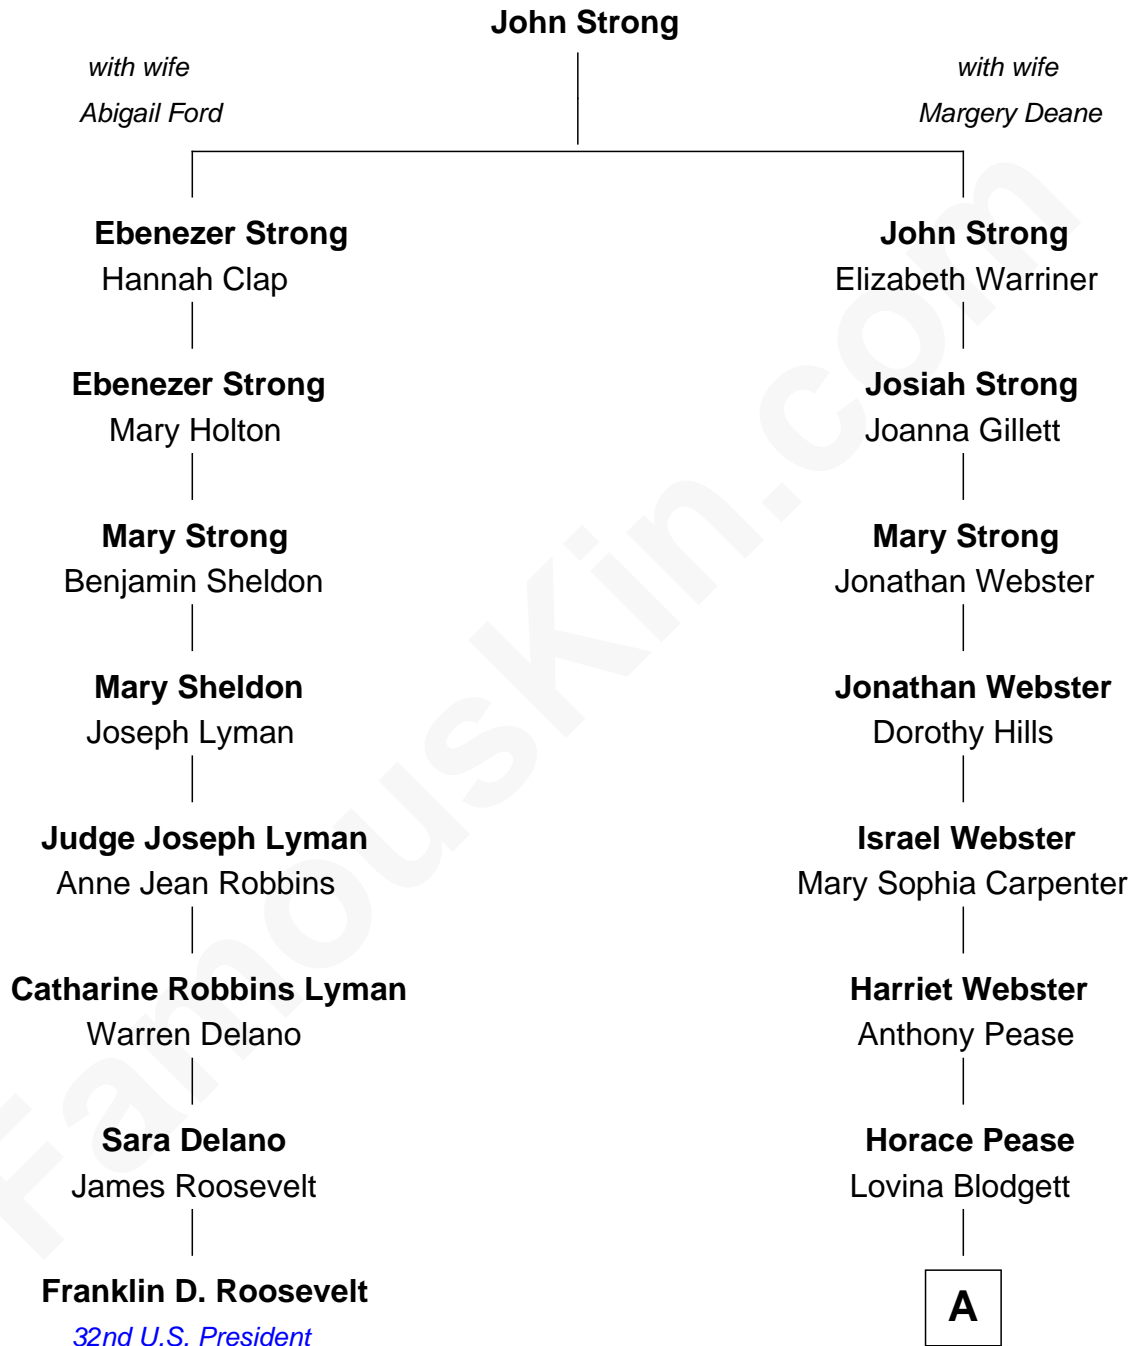 John Strong
with wife
Abigail Ford
with wife
Margery Deane
Ebenezer Strong
Hannah Clap
John Strong
Elizabeth Warriner
Ebenezer Strong
Mary Holton
Josiah Strong
Joanna Gillett
Mary Strong
Benjamin Sheldon
Mary Strong
Jonathan Webster
Mary Sheldon
Joseph Lyman
Jonathan Webster
Dorothy Hills
Judge Joseph Lyman
Anne Jean Robbins
Israel Webster
Mary Sophia Carpenter
Catharine Robbins Lyman
Warren Delano
Harriet Webster
Anthony Pease
Sara Delano
James Roosevelt
Horace Pease
Lovina Blodgett
Franklin D. Roosevelt
32nd U.S. President
A
FamousKin.com